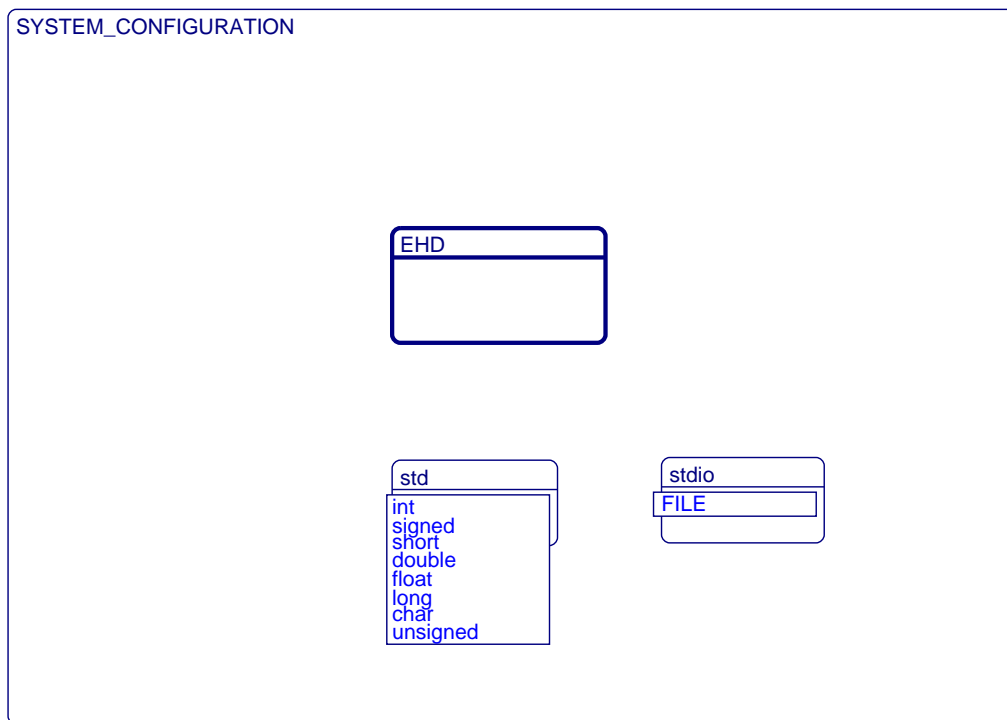 SYSTEM_CONFIGURATION
EHD
std
int
signed
short
double
float
long
char
unsigned
stdio
FILE